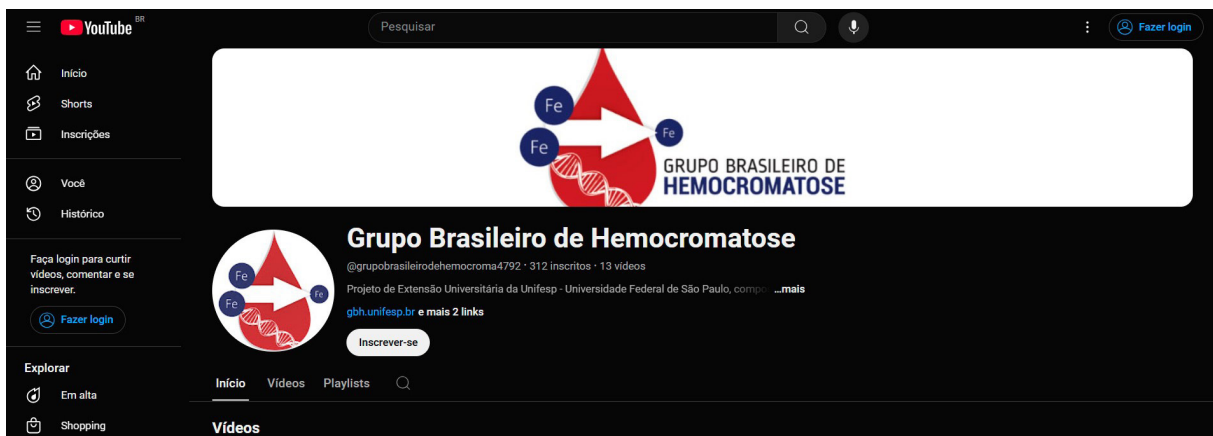 YouTube BR
Pesquisar
Fazer login
Início
Shorts
Inscrições
Você
Histórico
Faça login para curtir
vídeos, comentar e se
inscrever.
Fazer login
Explorar
Em alta
Shopping
Fe
Fe
Fe
GRUPO BRASILEIRO DE
HEMOCROMATOSE
Fe
Fe
Fe
Grupo Brasileiro de Hemocromatose
@grupobrasileirodehemocroma4792 · 312 inscritos · 13 vídeos
Projeto de Extensão Universitária da Unifesp - Universidade Federal de São Paulo, compo ...mais
gbh.unifesp.br e mais 2 links
Inscrever-se
Início Vídeos Playlists
Vídeos